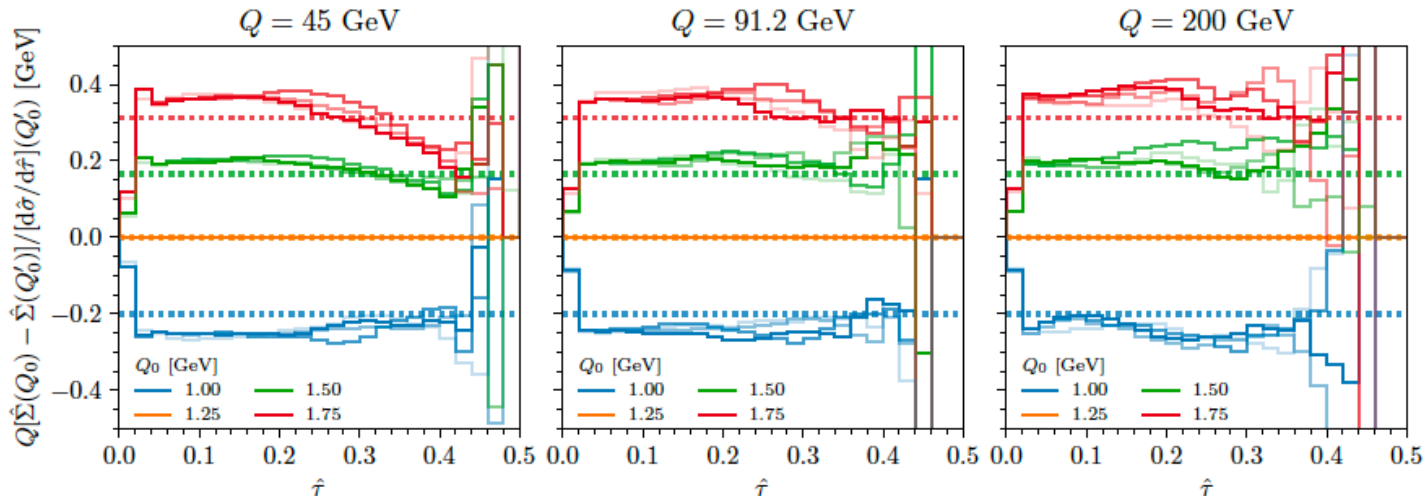 Q = 45 GeV
Q = 91.2 GeV
Q = 200 GeV
Q[Σ̂(Q₀) − Σ̂(Q₀′)]/[dσ̂/dτ̂](Q₀′) [GeV]
0.4
0.2
0.0
−0.2
−0.4
Q₀ [GeV]
1.00 1.50
1.25 1.75
Q₀ [GeV]
1.00 1.50
1.25 1.75
Q₀ [GeV]
1.00 1.50
1.25 1.75
0.0 0.1 0.2 0.3 0.4 0.5
0.0 0.1 0.2 0.3 0.4 0.5
0.0 0.1 0.2 0.3 0.4 0.5
τ̂
τ̂
τ̂